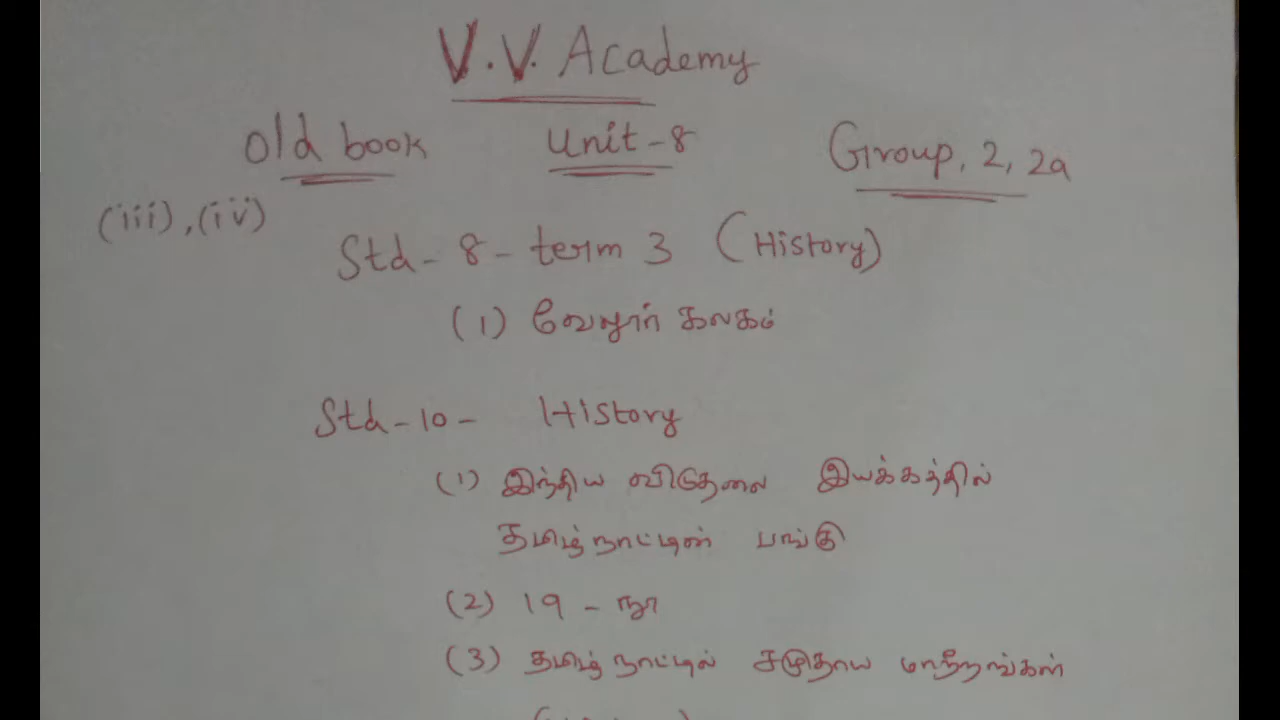 V.V. Academy
Old book Unit-8 Group, 2, 2a
(iii), (iv)
Std - 8 - term 3 (History)
(1) வேலூர் கலகம்
Std - 10 - History
(1) இந்திய விடுதலை இயக்கத்தில்
தமிழ்நாட்டின் பங்கு
(2) 19 - நூ
(3) தமிழ்நாட்டில் சமுதாய மாற்றங்கள்